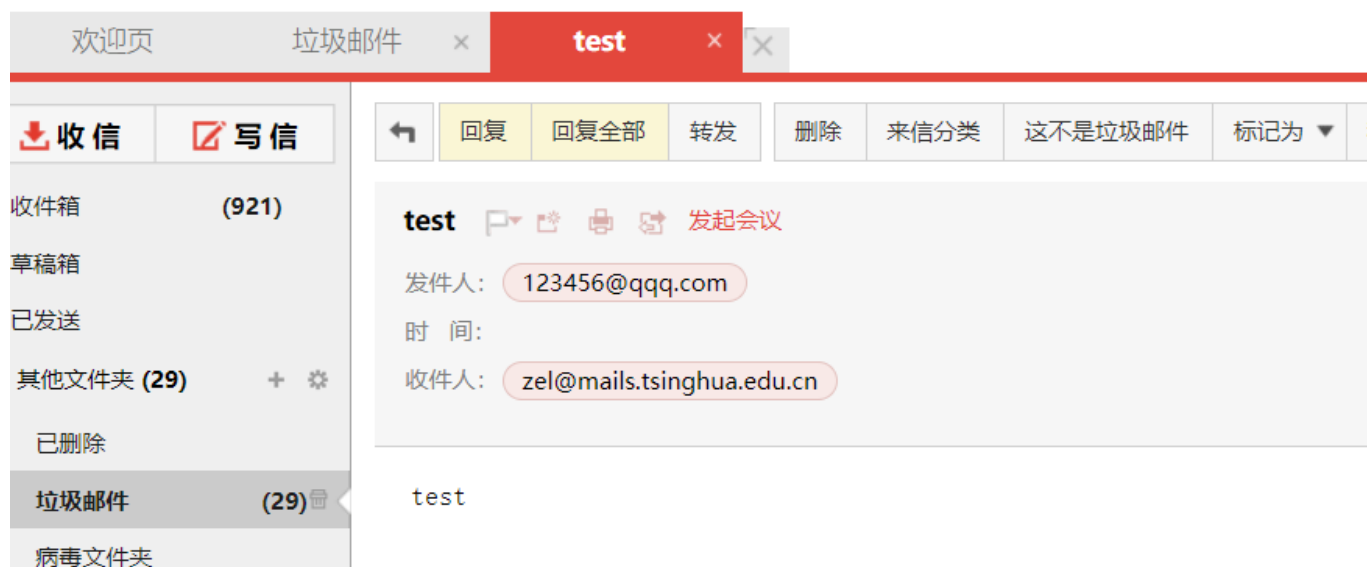 欢迎页 垃圾邮件 × test × ×
收信 写信
回复 回复全部 转发 删除 来信分类 这不是垃圾邮件 标记为 ▼
收件箱 (921)
草稿箱
已发送
其他文件夹 (29) +
已删除
垃圾邮件 (29)
病毒文件夹
test 发起会议
发件人: 123456@qqq.com
时 间:
收件人: zel@mails.tsinghua.edu.cn
test